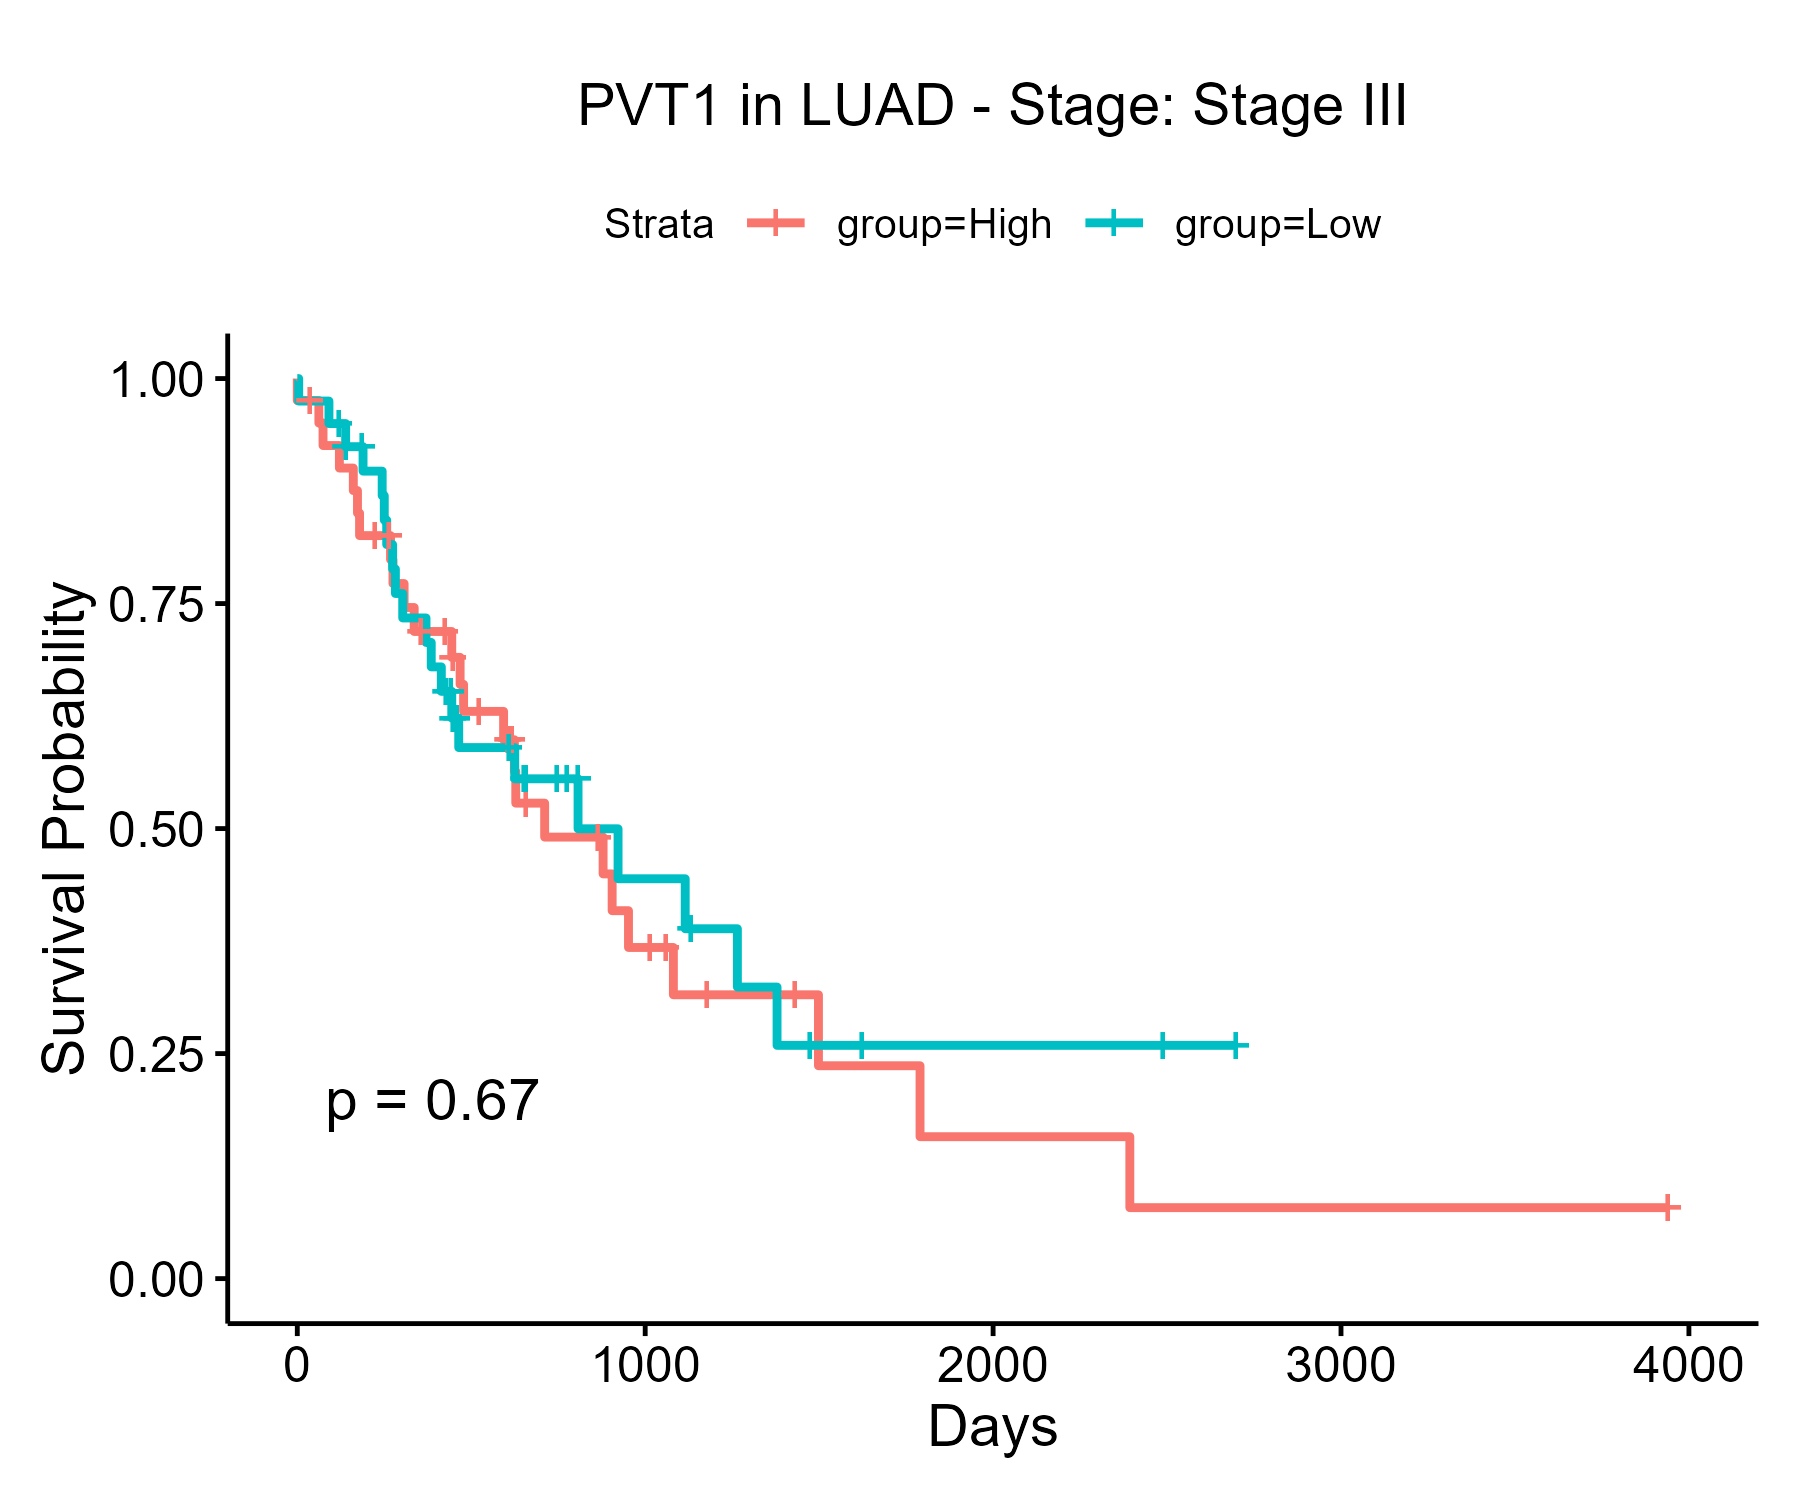 PVT1 in LUAD - Stage: Stage III
Strata group=High group=Low
Survival Probability
1.00
0.75
0.50
0.25
0.00
p = 0.67
0 1000 2000 3000 4000
Days